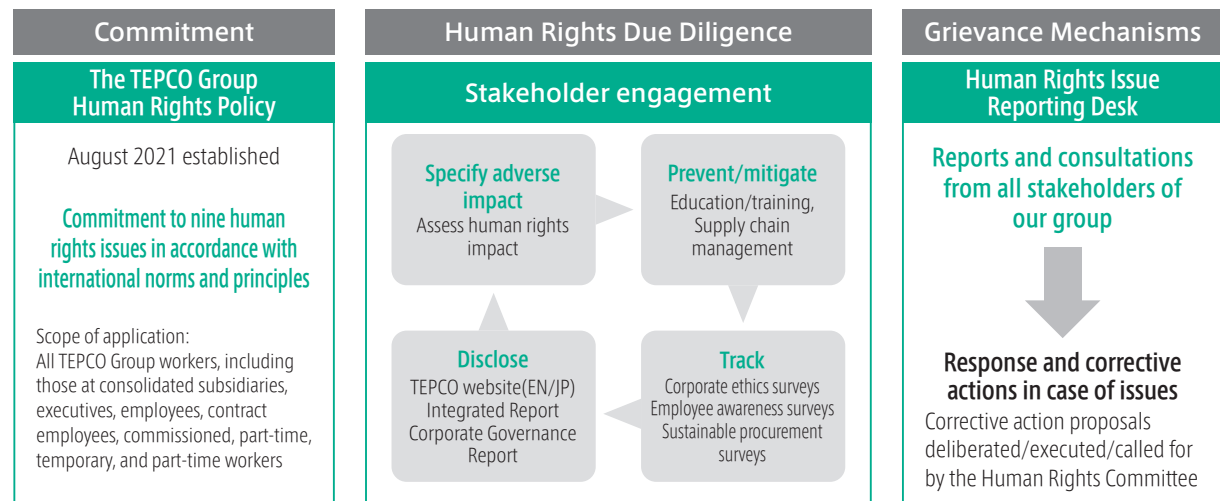 Commitment
The TEPCO Group
Human Rights Policy
August 2021 established
Commitment to nine human
rights issues in accordance with
international norms and principles
Scope of application:
All TEPCO Group workers, including
those at consolidated subsidiaries,
executives, employees, contract
employees, commissioned, part-time,
temporary, and part-time workers
Human Rights Due Diligence
Stakeholder engagement
Specify adverse
impact
Assess human rights
impact
Prevent/mitigate
Education/training,
Supply chain
management
Track
Corporate ethics surveys
Employee awareness surveys
Sustainable procurement
surveys
Disclose
TEPCO website(EN/JP)
Integrated Report
Corporate Governance
Report
Grievance Mechanisms
Human Rights Issue
Reporting Desk
Reports and consultations
from all stakeholders of
our group
Response and corrective
actions in case of issues
Corrective action proposals
deliberated/executed/called for
by the Human Rights Committee